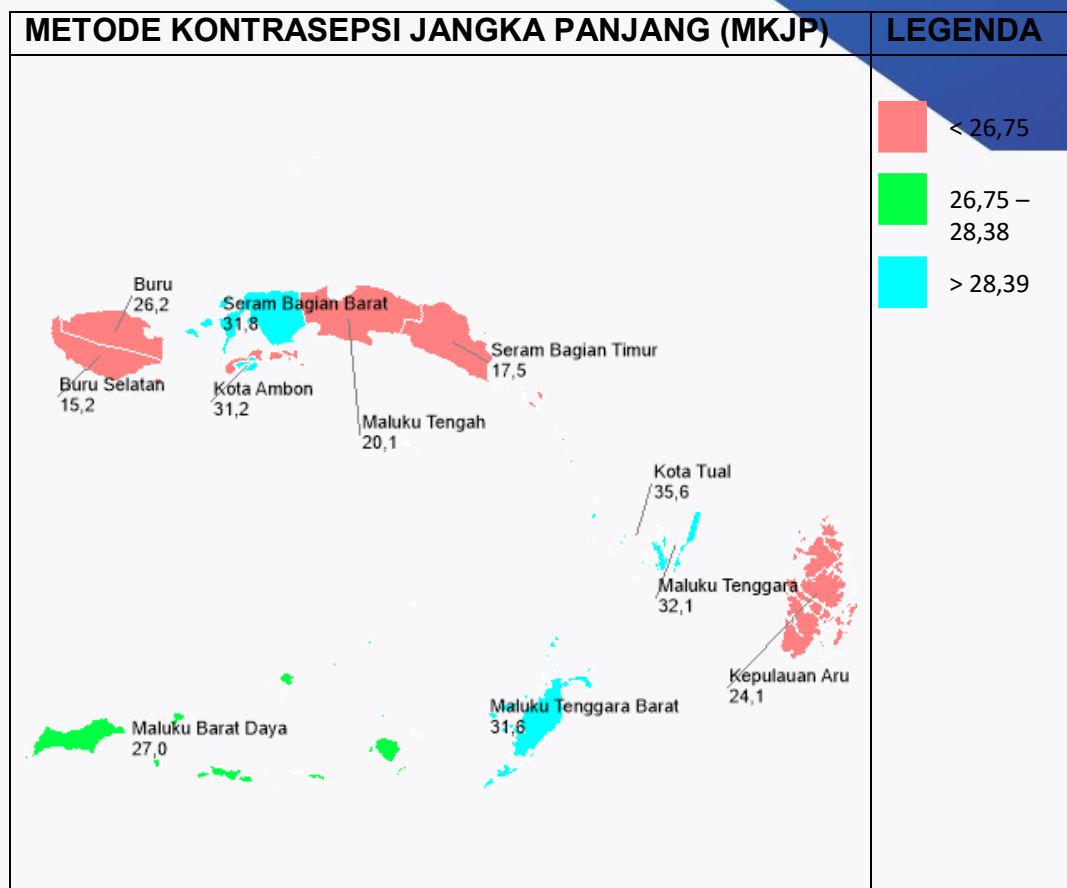 METODE KONTRASEPSI JANGKA PANJANG (MKJP)
LEGENDA
< 26,75
26,75 –
28,38
> 28,39
Buru
26,2
Seram Bagian Barat
31,8
Seram Bagian Timur
17,5
Buru Selatan
15,2
Kota Ambon
31,2
Maluku Tengah
20,1
Kota Tual
35,6
Maluku Tenggara
32,1
Kepulauan Aru
24,1
Maluku Tenggara Barat
31,6
Maluku Barat Daya
27,0